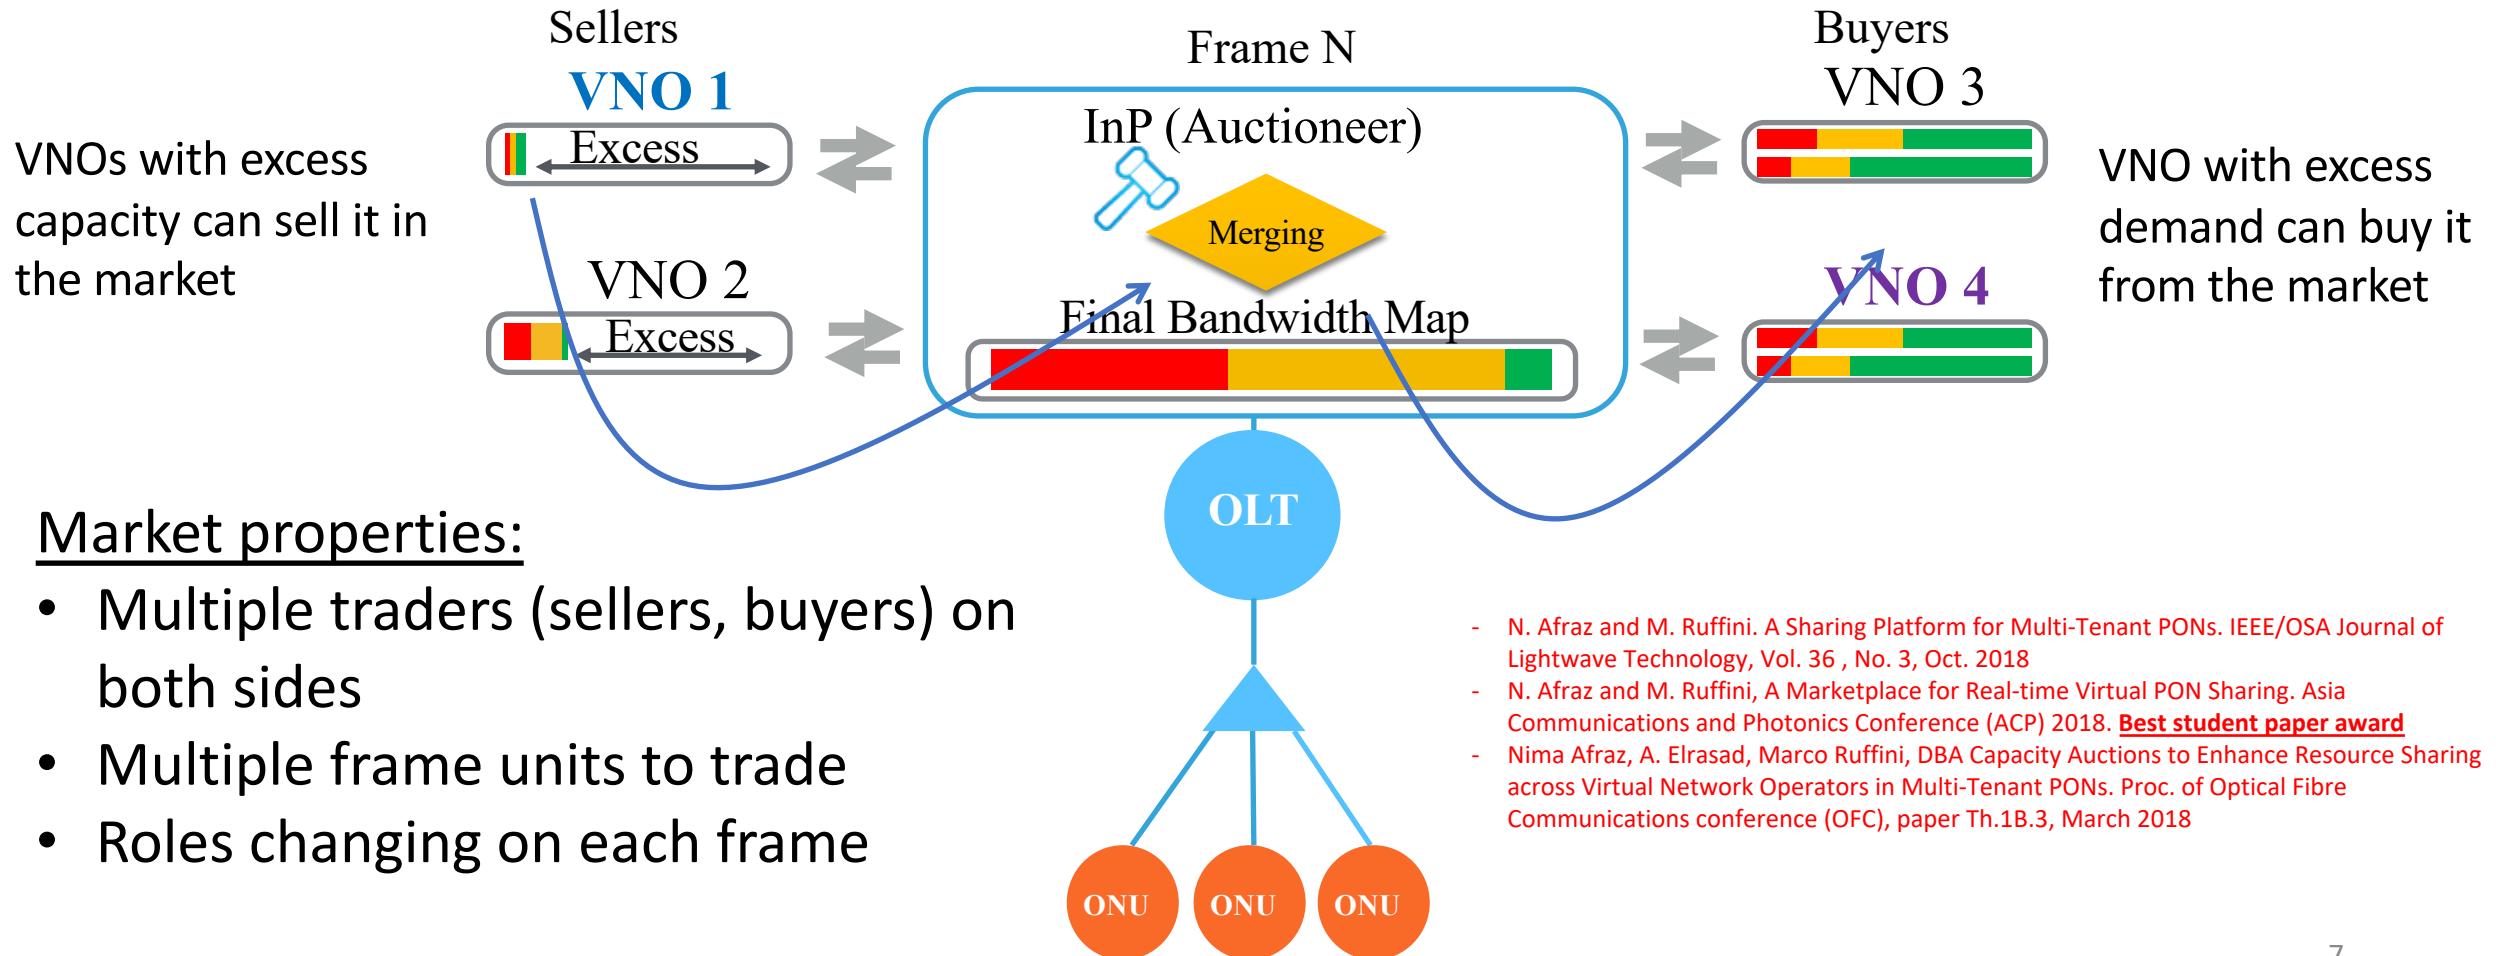 Sellers
VNO 1
Excess
VNOs with excess
capacity can sell it in
the market
VNO 2
Excess
Frame N
InP (Auctioneer)
Merging
Final Bandwidth Map
Buyers
VNO 3
VNO 4
VNO with excess
demand can buy it
from the market
OLT
ONU
ONU
ONU
Market properties:
• Multiple traders (sellers, buyers) on
both sides
• Multiple frame units to trade
• Roles changing on each frame
- N. Afraz and M. Ruffini. A Sharing Platform for Multi-Tenant PONs. IEEE/OSA Journal of
Lightwave Technology, Vol. 36 , No. 3, Oct. 2018
- N. Afraz and M. Ruffini, A Marketplace for Real-time Virtual PON Sharing. Asia
Communications and Photonics Conference (ACP) 2018. Best student paper award
- Nima Afraz, A. Elrasad, Marco Ruffini, DBA Capacity Auctions to Enhance Resource Sharing
across Virtual Network Operators in Multi-Tenant PONs. Proc. of Optical Fibre
Communications conference (OFC), paper Th.1B.3, March 2018
7